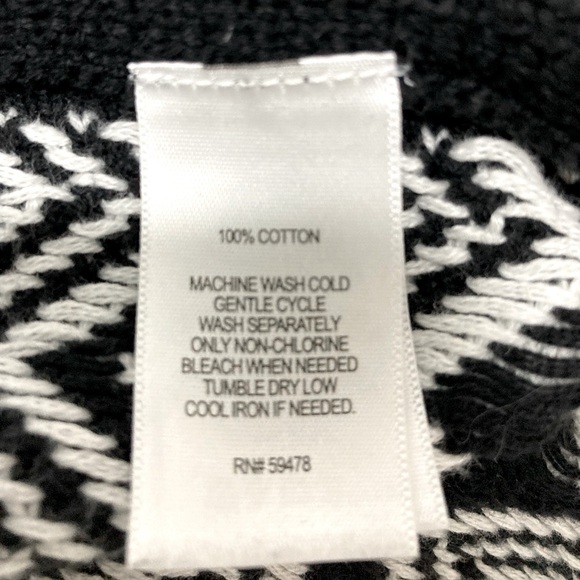 100% COTTON
MACHINE WASH COLD
GENTLE CYCLE
WASH SEPARATELY
ONLY NON-CHLORINE
BLEACH WHEN NEEDED
TUMBLE DRY LOW
COOL IRON IF NEEDED.
RN# 59478